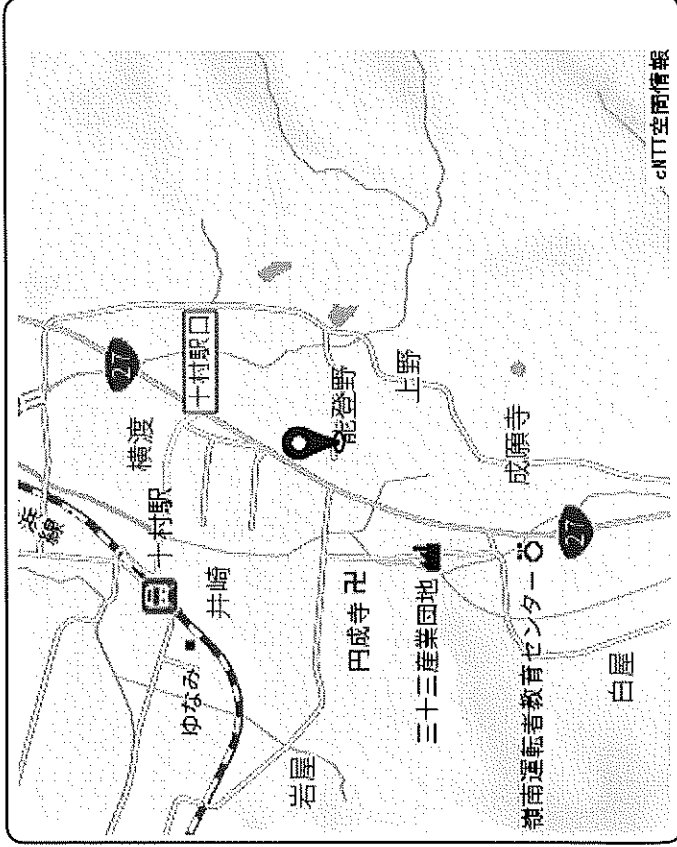 27
十村駅口
横渡
十村駅
線
井崎
ゆなみ
能登野
上野
岩屋
円成寺
三十三産業団地
成願寺
27
嶺南運転者教育センター
白屋
cNTT空間情報